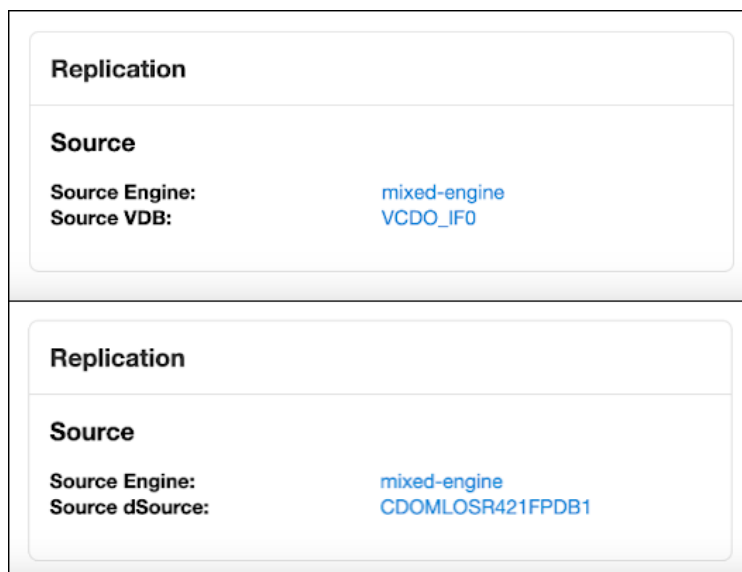 Replication
Source
Source Engine: mixed-engine
Source VDB: VCDO_IF0
Replication
Source
Source Engine: mixed-engine
Source dSource: CDOMLOSR421FPDB1